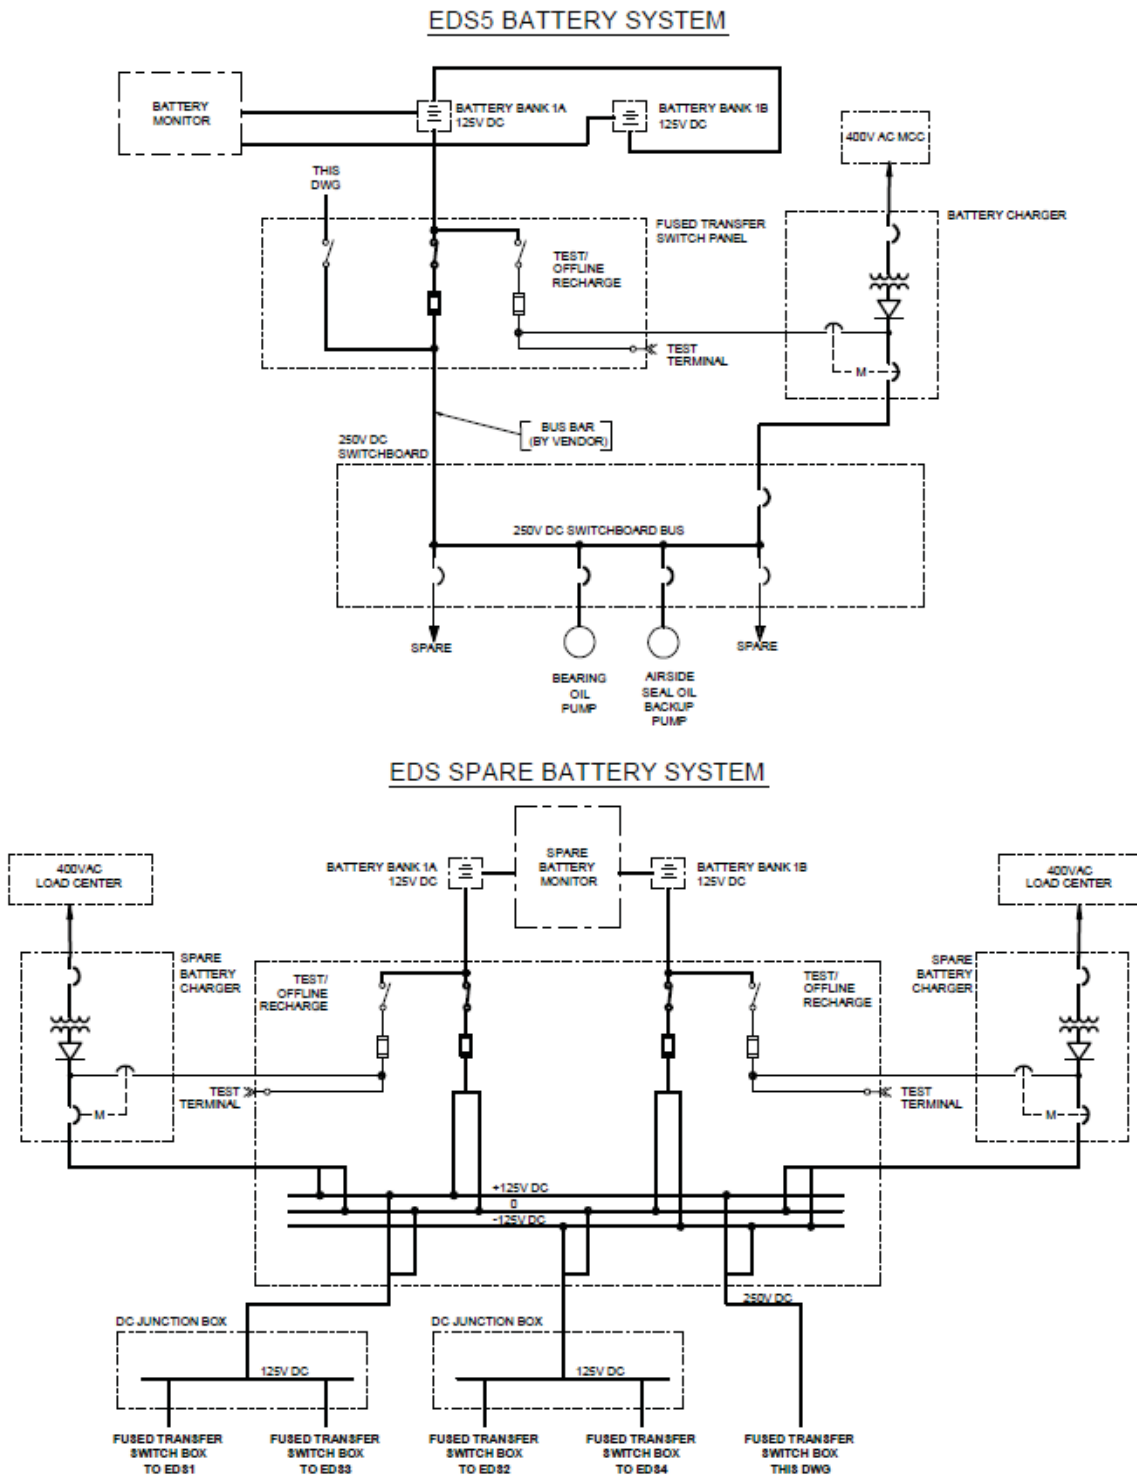 EDS5 BATTERY SYSTEM
BATTERY
MONITOR
BATTERY BANK 1A
125V DC
BATTERY BANK 1B
125V DC
400V AC MCC
THIS
DWG
FUSED TRANSFER
SWITCH PANEL
BATTERY CHARGER
TEST/
OFFLINE
RECHARGE
TEST
TERMINAL
M
BUS BAR
(BY VENDOR)
250V DC
SWITCHBOARD
250V DC SWITCHBOARD BUS
SPARE
SPARE
BEARING
OIL
PUMP
AIRSIDE
SEAL OIL
BACKUP
PUMP
EDS SPARE BATTERY SYSTEM
400VAC
LOAD CENTER
BATTERY BANK 1A
125V DC
SPARE
BATTERY
MONITOR
BATTERY BANK 1B
125V DC
400VAC
LOAD CENTER
SPARE
BATTERY
CHARGER
TEST/
OFFLINE
RECHARGE
TEST/
OFFLINE
RECHARGE
SPARE
BATTERY
CHARGER
M
TEST
TERMINAL
TEST
TERMINAL
M
+125V DC
0
-125V DC
250V DC
DC JUNCTION BOX
125V DC
DC JUNCTION BOX
125V DC
FUSED TRANSFER
SWITCH BOX
TO EDS1
FUSED TRANSFER
SWITCH BOX
TO EDS3
FUSED TRANSFER
SWITCH BOX
TO EDS2
FUSED TRANSFER
SWITCH BOX
TO EDS4
FUSED TRANSFER
SWITCH BOX
THIS DWG